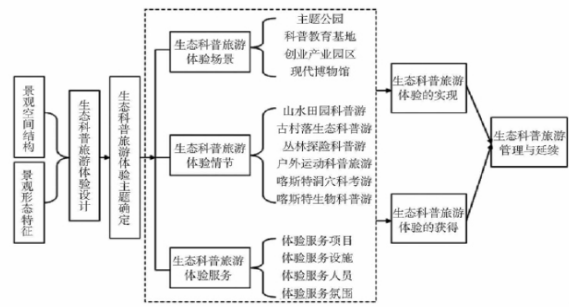 景观空间结构
景观形态特征
生态科普旅游体验设计
生态科普旅游体验主题确定
生态科普旅游
体验场景
主题公园
科普教育基地
创业产业园区
现代博物馆
生态科普旅游
体验情节
山水田园科普游
古村落生态科普游
丛林探险科普游
户外运动科普旅游
喀斯特洞穴科考游
喀斯特生物科普游
生态科普旅游
体验服务
体验服务项目
体验服务设施
体验服务人员
体验服务氛围
生态科普旅游
体验的实现
生态科普旅游
体验的获得
生态科普旅游
管理与延续